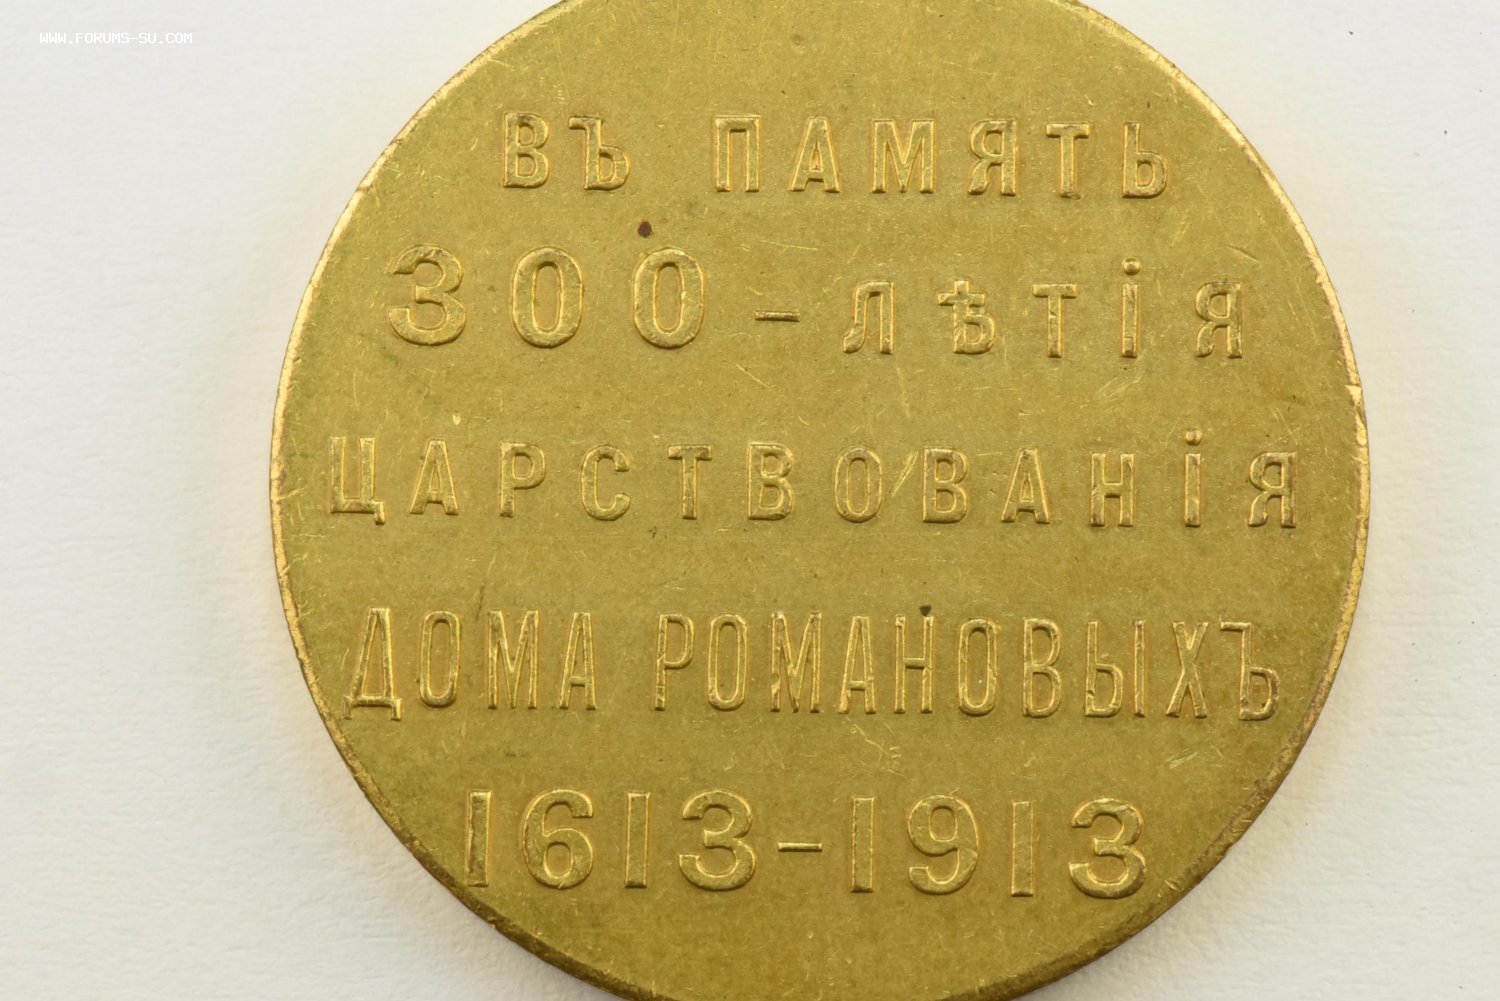 WWW.FORUMS-SU.COM
ВЪ ПАМЯТЬ
300-лѣтія
ЦАРСТВОВАНІЯ
ДОМА РОМАНОВЫХЪ
1613-1913